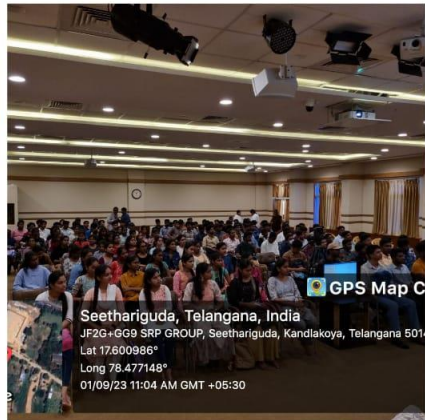 GPS Map C
Seethariguda, Telangana, India
JF2G+GG9 SRP GROUP, Seethariguda, Kandlakoya, Telangana 5014
Lat 17.600986°
Long 78.477148°
01/09/23 11:04 AM GMT +05:30
e